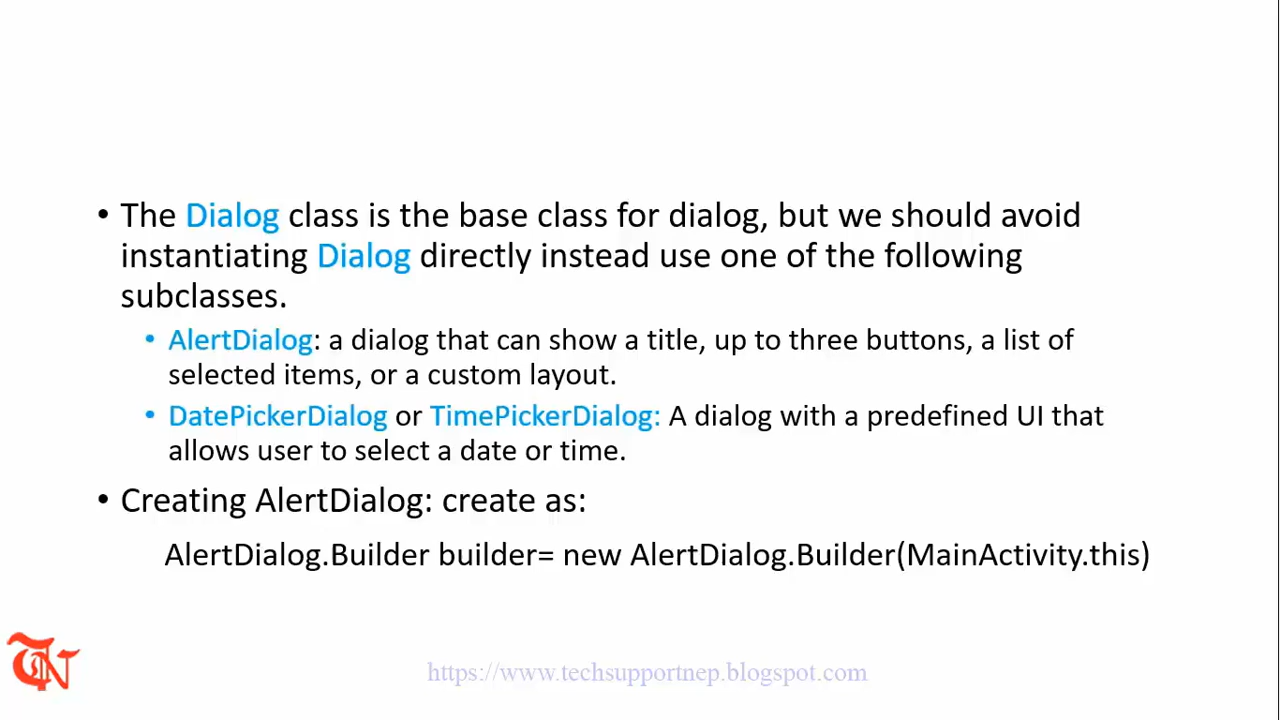 • The Dialog class is the base class for dialog, but we should avoid
instantiating Dialog directly instead use one of the following
subclasses.
• AlertDialog: a dialog that can show a title, up to three buttons, a list of
selected items, or a custom layout.
• DatePickerDialog or TimePickerDialog: A dialog with a predefined UI that
allows user to select a date or time.
• Creating AlertDialog: create as:
AlertDialog.Builder builder= new AlertDialog.Builder(MainActivity.this)
TN
https://www.techsupportnep.blogspot.com